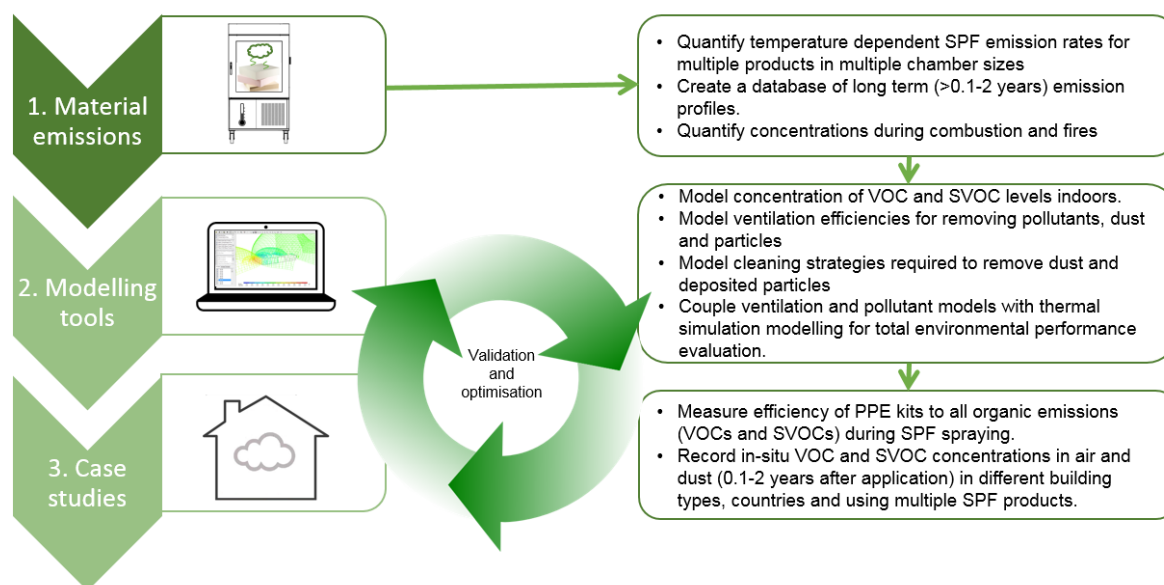 1. Material
emissions
• Quantify temperature dependent SPF emission rates for
multiple products in multiple chamber sizes
• Create a database of long term (>0.1-2 years) emission
profiles.
• Quantify concentrations during combustion and fires
2. Modelling
tools
• Model concentration of VOC and SVOC levels indoors.
• Model ventilation efficiencies for removing pollutants, dust
and particles
• Model cleaning strategies required to remove dust and
deposited particles
• Couple ventilation and pollutant models with thermal
simulation modelling for total environmental performance
evaluation.
Validation
and
optimisation
3. Case
studies
• Measure efficiency of PPE kits to all organic emissions
(VOCs and SVOCs) during SPF spraying.
• Record in-situ VOC and SVOC concentrations in air and
dust (0.1-2 years after application) in different building
types, countries and using multiple SPF products.